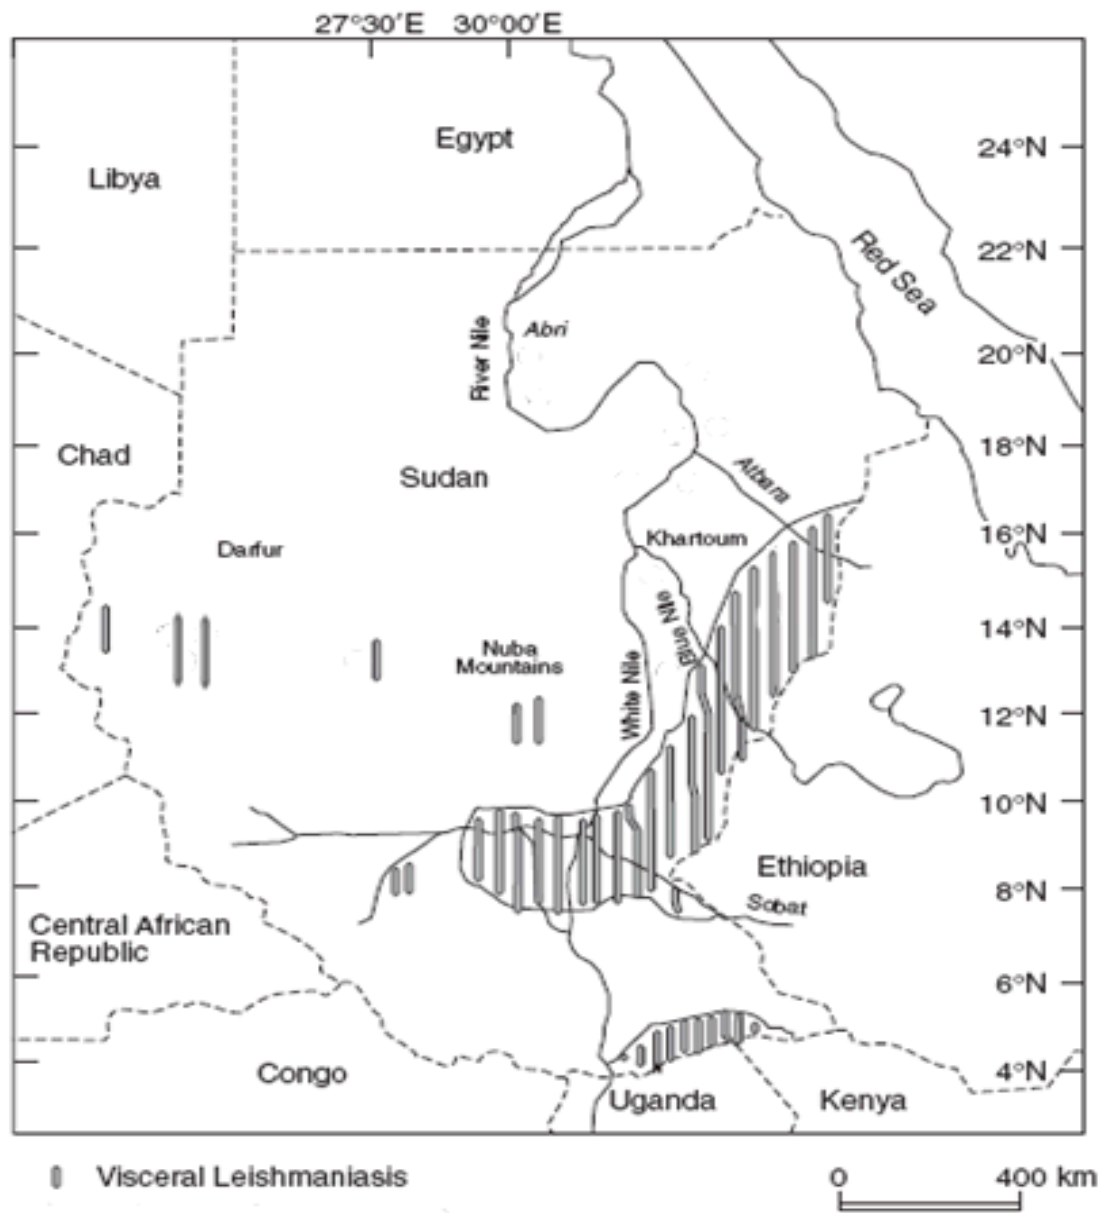 27°30′E 30°00′E
Egypt
24°N
Libya
22°N
Red Sea
River Nile
Abri
20°N
Chad
18°N
Sudan
Atbara
Khartoum
16°N
Darfur
Blue Nile
14°N
Nuba
Mountains
White Nile
12°N
10°N
Ethiopia
8°N
Sobat
Central African
Republic
6°N
Congo
4°N
Uganda
Kenya
Visceral Leishmaniasis
0 400 km